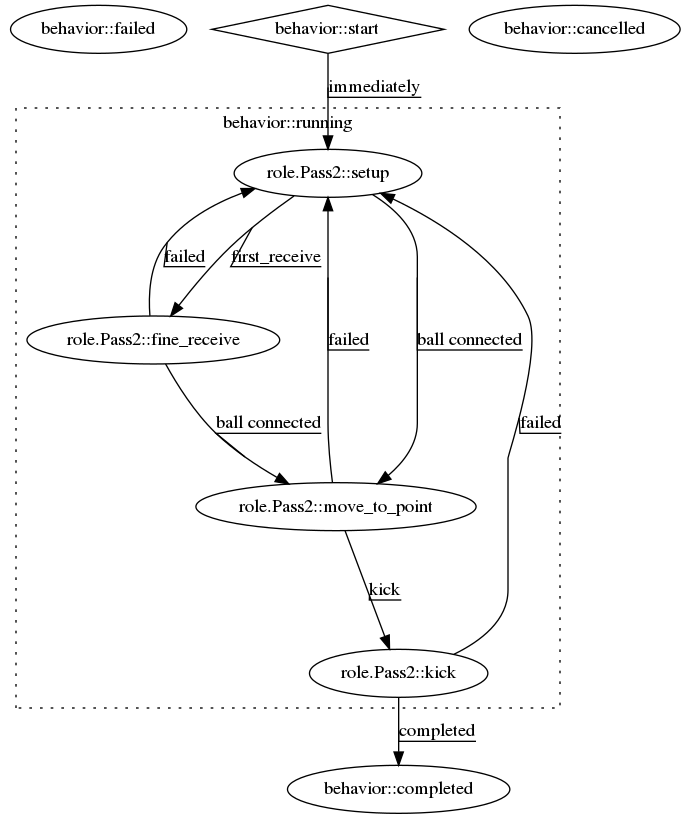 behavior::failed
behavior::start
behavior::cancelled
immediately
behavior::running
role.Pass2::setup
failed
first_receive
role.Pass2::fine_receive
failed
ball connected
ball connected
failed
role.Pass2::move_to_point
kick
role.Pass2::kick
completed
behavior::completed